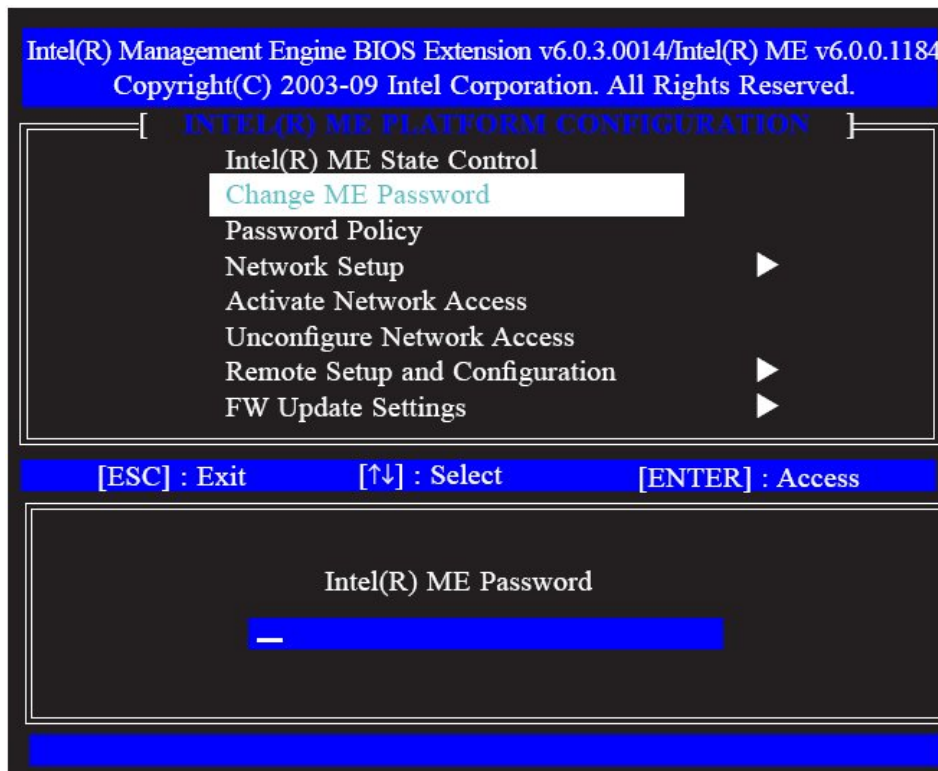 Intel(R) Management Engine BIOS Extension v6.0.3.0014/Intel(R) ME v6.0.0.1184
Copyright(C) 2003-09 Intel Corporation. All Rights Reserved.
[ INTEL(R) ME PLATFORM CONFIGURATION ]
Intel(R) ME State Control
Change ME Password
Password Policy
Network Setup ▶
Activate Network Access
Unconfigure Network Access
Remote Setup and Configuration ▶
FW Update Settings ▶
[ESC] : Exit [↑↓] : Select [ENTER] : Access
Intel(R) ME Password